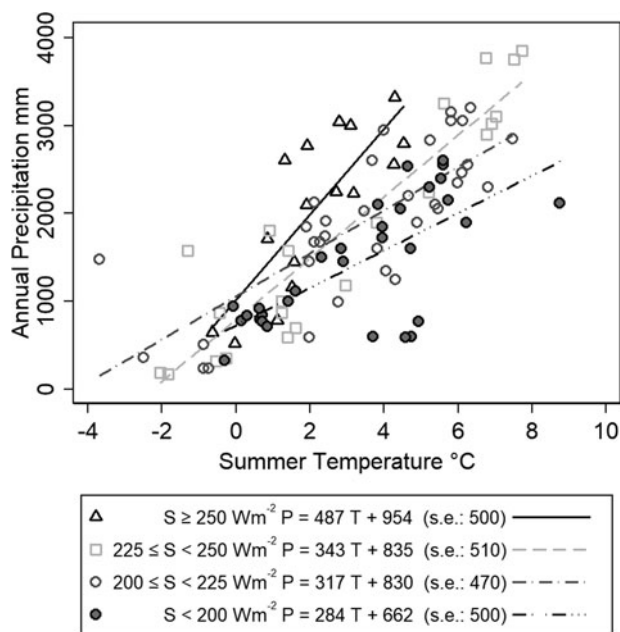 4000
3000
2000
1000
0
Annual Precipitation mm
-4 -2 0 2 4 6 8 10
Summer Temperature °C
S ≥ 250 Wm⁻² P = 487 T + 954 (s.e.: 500)
225 ≤ S < 250 Wm⁻² P = 343 T + 835 (s.e.: 510)
200 ≤ S < 225 Wm⁻² P = 317 T + 830 (s.e.: 470)
S < 200 Wm⁻² P = 284 T + 662 (s.e.: 500)